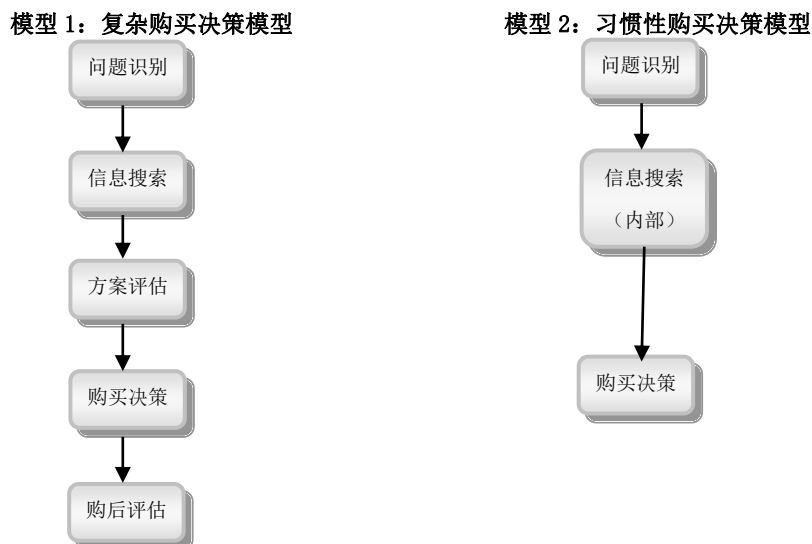 模型 1：复杂购买决策模型
问题识别
信息搜索
方案评估
购买决策
购后评估
模型 2：习惯性购买决策模型
问题识别
信息搜索
（内部）
购买决策